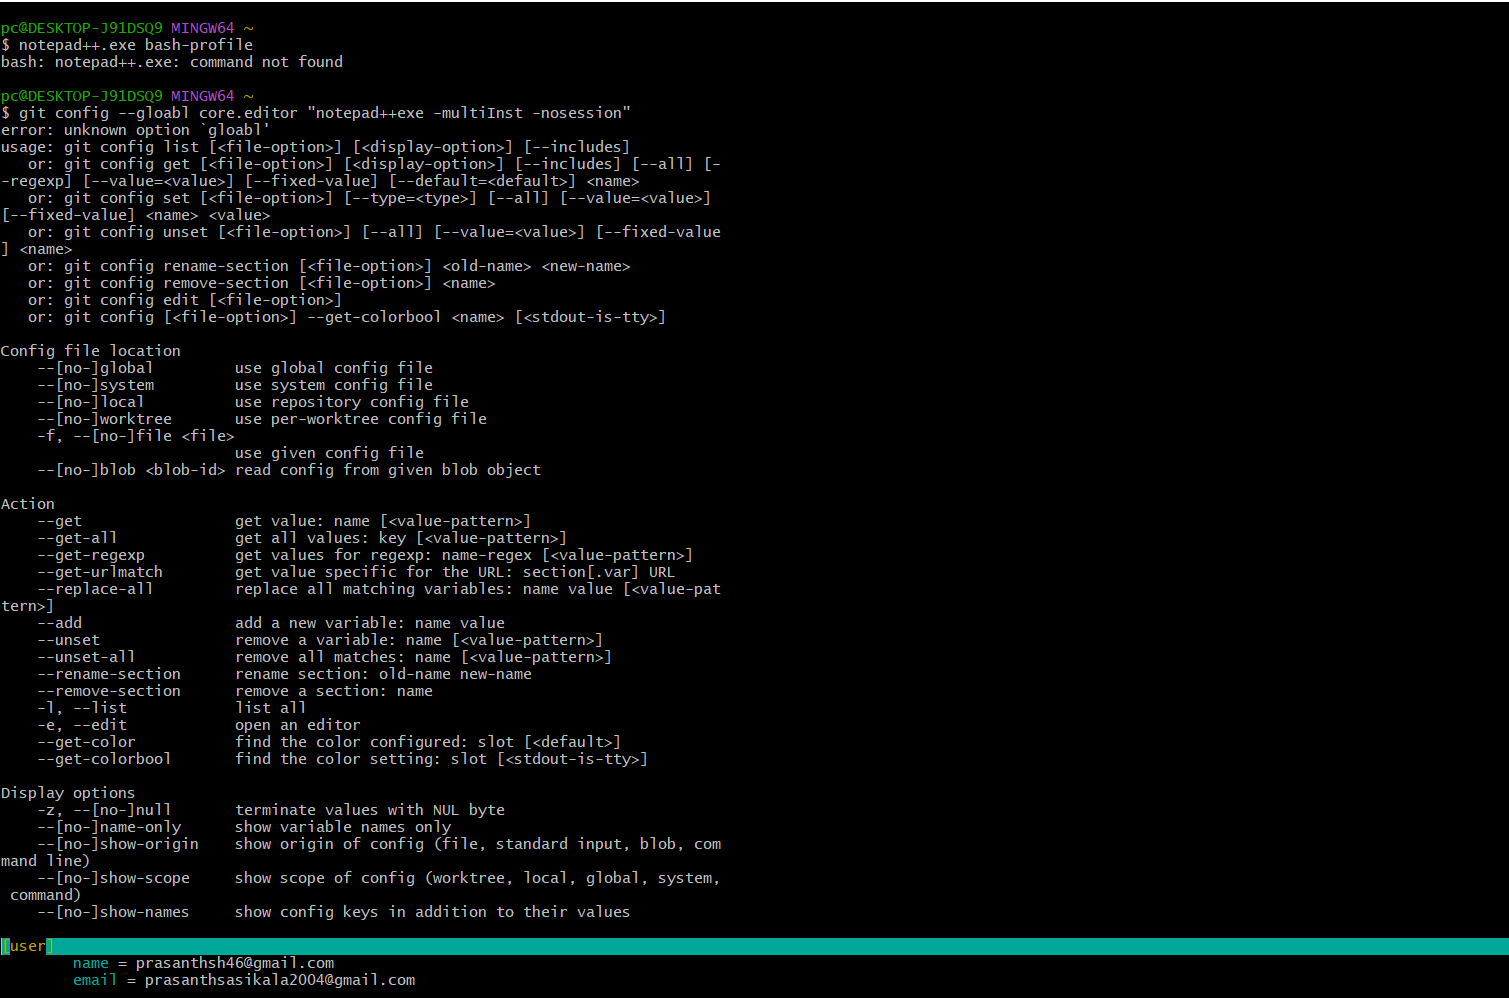 pc@DESKTOP-J91DSQ9 MINGW64 ~
$ notepad++.exe bash-profile
bash: notepad++.exe: command not found
pc@DESKTOP-J91DSQ9 MINGW64 ~
$ git config --gloabl core.editor "notepad++exe -multiInst -nosession"
error: unknown option `gloabl'
usage: git config list [<file-option>] [<display-option>] [--includes]
   or: git config get [<file-option>] [<display-option>] [--includes] [--all] [-
-regexp] [--value=<value>] [--fixed-value] [--default=<default>] <name>
   or: git config set [<file-option>] [--type=<type>] [--all] [--value=<value>]
[--fixed-value] <name> <value>
   or: git config unset [<file-option>] [--all] [--value=<value>] [--fixed-value
] <name>
   or: git config rename-section [<file-option>] <old-name> <new-name>
   or: git config remove-section [<file-option>] <name>
   or: git config edit [<file-option>]
   or: git config [<file-option>] --get-colorbool <name> [<stdout-is-tty>]
Config file location
    --[no-]global         use global config file
    --[no-]system         use system config file
    --[no-]local          use repository config file
    --[no-]worktree       use per-worktree config file
    -f, --[no-]file <file>
                          use given config file
    --[no-]blob <blob-id> read config from given blob object
Action
    --get                 get value: name [<value-pattern>]
    --get-all             get all values: key [<value-pattern>]
    --get-regexp          get values for regexp: name-regex [<value-pattern>]
    --get-urlmatch        get value specific for the URL: section[.var] URL
    --replace-all         replace all matching variables: name value [<value-pat
tern>]
    --add                 add a new variable: name value
    --unset               remove a variable: name [<value-pattern>]
    --unset-all           remove all matches: name [<value-pattern>]
    --rename-section      rename section: old-name new-name
    --remove-section      remove a section: name
    -l, --list            list all
    -e, --edit            open an editor
    --get-color           find the color configured: slot [<default>]
    --get-colorbool       find the color setting: slot [<stdout-is-tty>]
Display options
    -z, --[no-]null       terminate values with NUL byte
    --[no-]name-only      show variable names only
    --[no-]show-origin    show origin of config (file, standard input, blob, com
mand line)
    --[no-]show-scope     show scope of config (worktree, local, global, system,
 command)
    --[no-]show-names     show config keys in addition to their values
[user]
        name = prasanthsh46@gmail.com
        email = prasanthsasikala2004@gmail.com